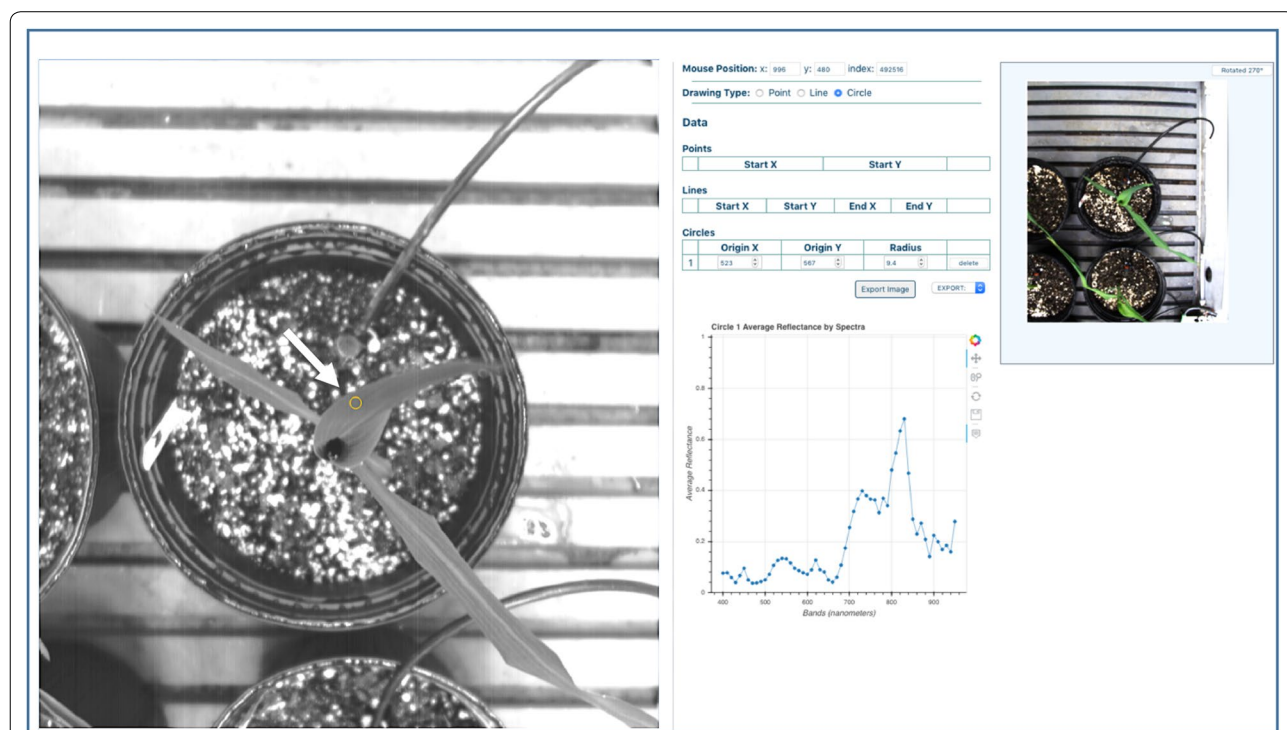 Mouse Position: x: 996 y: 480 index: 492516
Drawing Type: Point Line Circle
Data
Points
Start X Start Y
Lines
Start X Start Y End X End Y
Circles
Origin X Origin Y Radius
1 523 567 9.4 delete
Export Image EXPORT:
Circle 1 Average Reflectance by Spectra
1
0.8
0.6
0.4
0.2
0
Average Reflectance
400 500 600 700 800 900
Bands (nanometers)
Rotated 270°